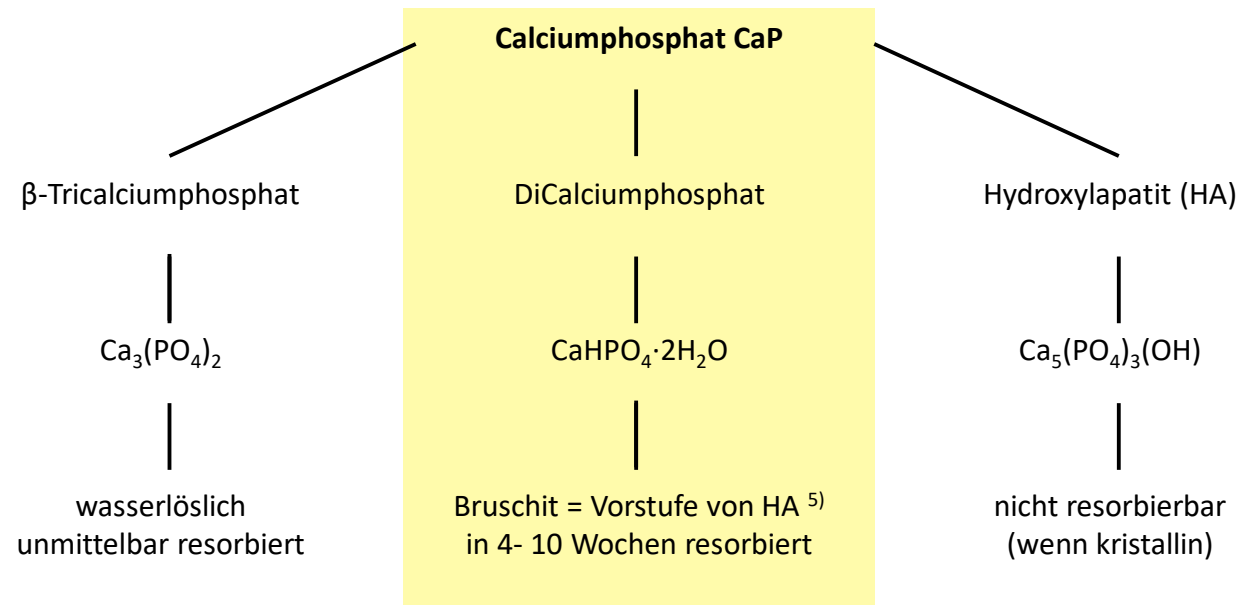 Calciumphosphat CaP
β-Tricalciumphosphat
DiCalciumphosphat
Hydroxylapatit (HA)
Ca₃(PO₄)₂
CaHPO₄·2H₂O
Ca₅(PO₄)₃(OH)
wasserlöslich
unmittelbar resorbiert
Bruschit = Vorstufe von HA ⁵⁾
in 4- 10 Wochen resorbiert
nicht resorbierbar
(wenn kristallin)